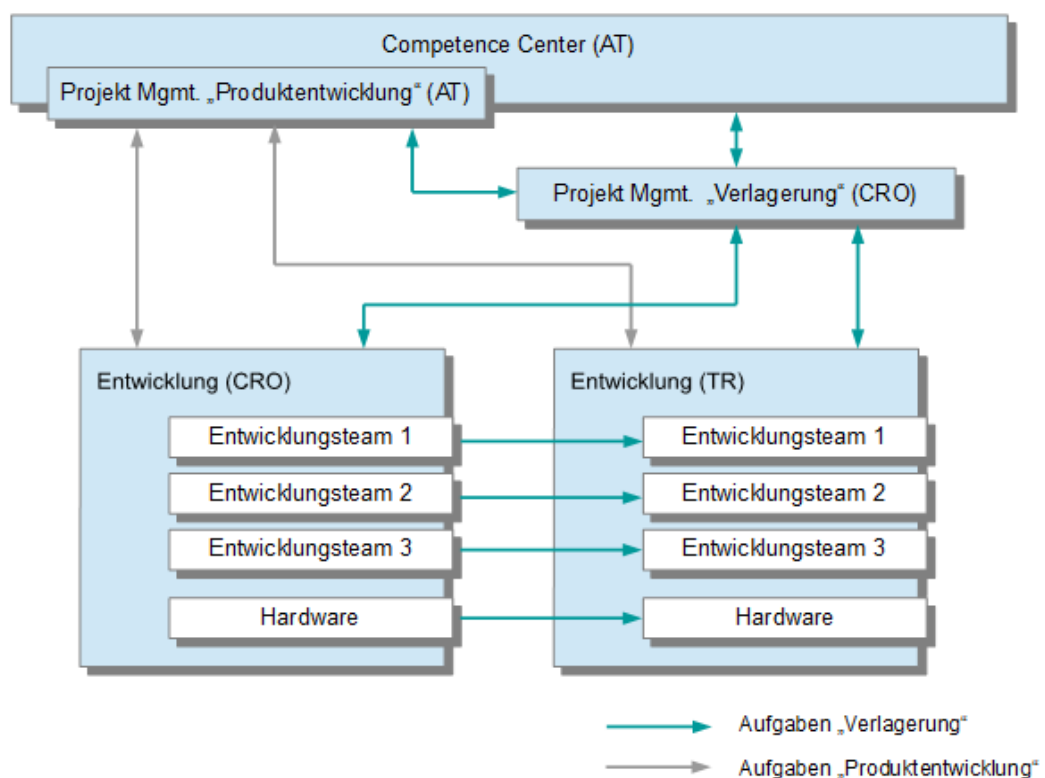 Competence Center (AT)
Projekt Mgmt. „Produktentwicklung“ (AT)
Projekt Mgmt. „Verlagerung“ (CRO)
Entwicklung (CRO)
Entwicklungsteam 1
Entwicklungsteam 2
Entwicklungsteam 3
Hardware
Entwicklung (TR)
Entwicklungsteam 1
Entwicklungsteam 2
Entwicklungsteam 3
Hardware
Aufgaben „Verlagerung“
Aufgaben „Produktentwicklung“